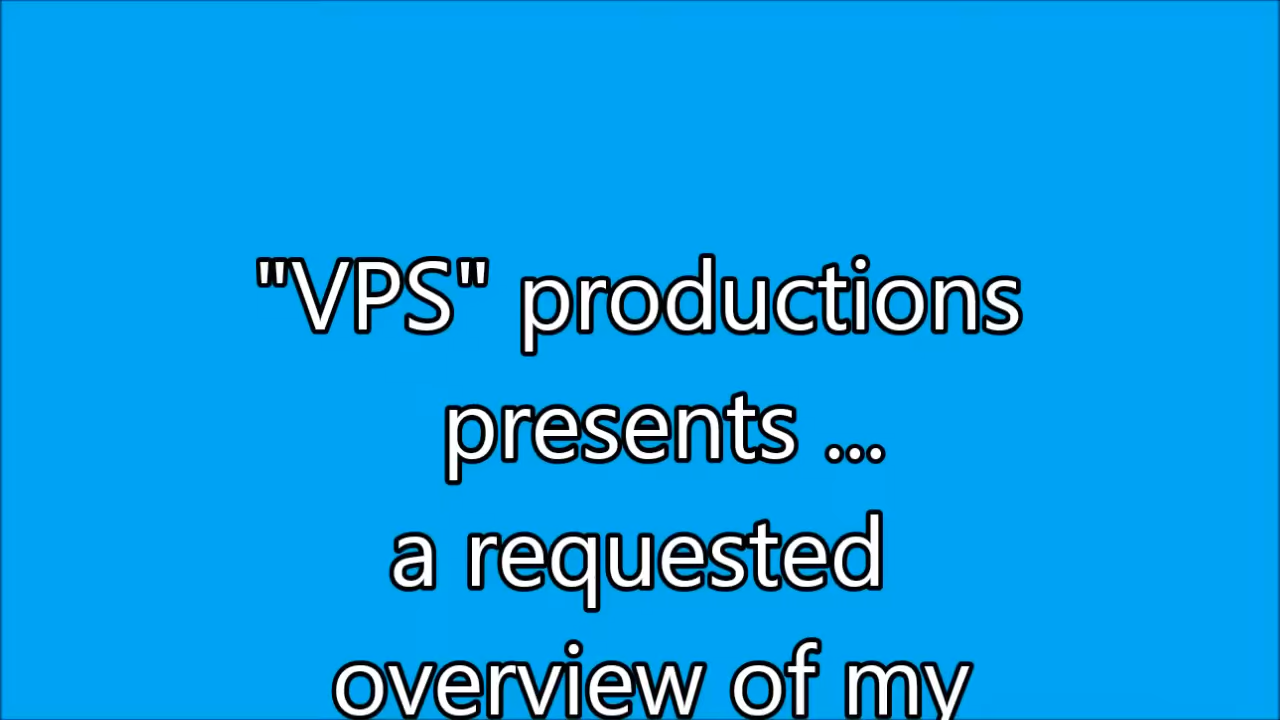 "VPS" productions
presents ...
a requested
overview of my